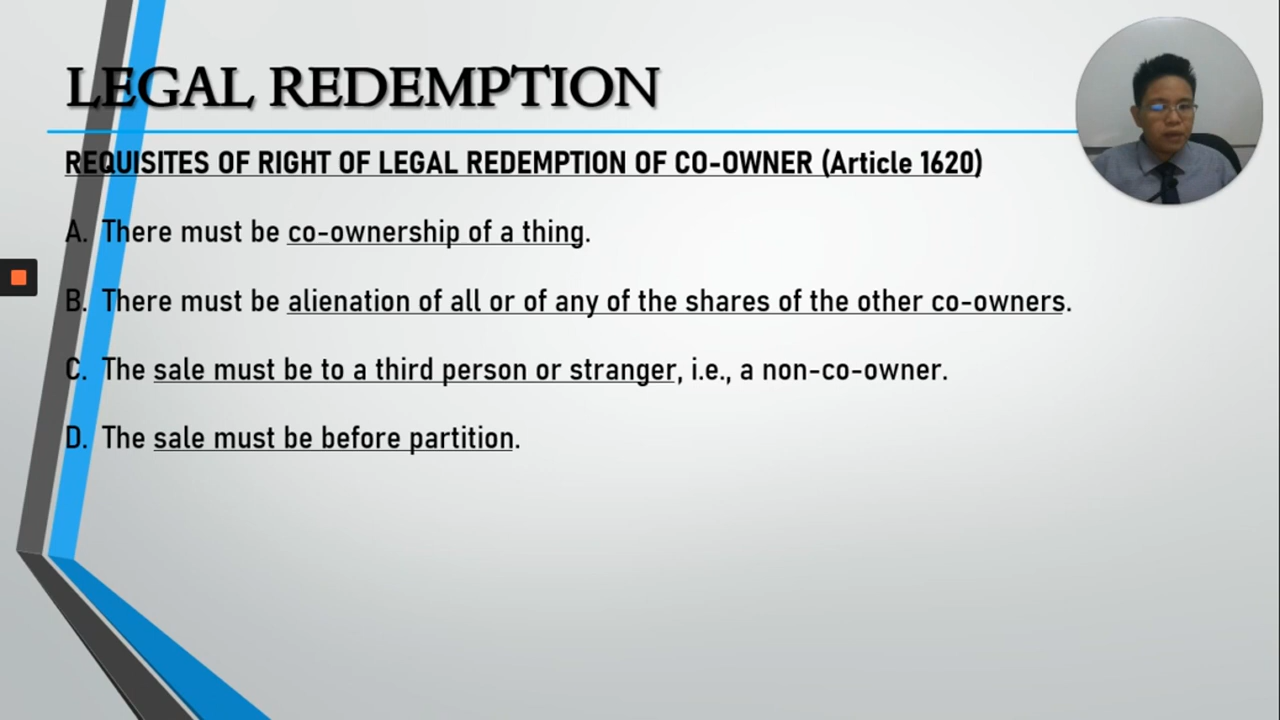 LEGAL REDEMPTION
REQUISITES OF RIGHT OF LEGAL REDEMPTION OF CO-OWNER (Article 1620)
A. There must be co-ownership of a thing.
B. There must be alienation of all or of any of the shares of the other co-owners.
C. The sale must be to a third person or stranger, i.e., a non-co-owner.
D. The sale must be before partition.